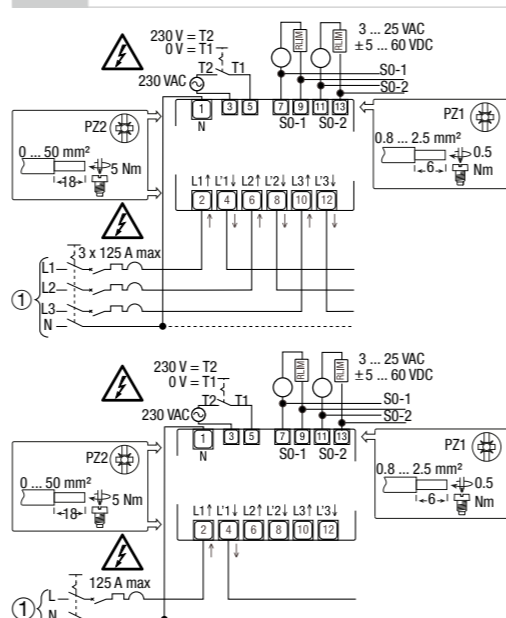 230 V = T2
0 V = T1
T2 T1
230 VAC
RLIM
RLIM
3 ... 25 VAC
± 5 ... 60 VDC
S0-1
S0-2
1 3 5 7 9 11 13
N S0-1 S0-2
PZ2
0 ... 50 mm²
18
5 Nm
PZ1
0.8 ... 2.5 mm²
6
0.5 Nm
L1↑ L'1↓ L2↑ L'2↓ L3↑ L'3↓
2 4 6 8 10 12
3 x 125 A max
① L1
L2
L3
N
230 V = T2
0 V = T1
T2 T1
230 VAC
RLIM
RLIM
3 ... 25 VAC
± 5 ... 60 VDC
S0-1
S0-2
1 3 5 7 9 11 13
N S0-1 S0-2
PZ2
0 ... 50 mm²
18
5 Nm
PZ1
0.8 ... 2.5 mm²
6
0.5 Nm
L1↑ L'1↓ L2↑ L'2↓ L3↑ L'3↓
2 4 6 8 10 12
125 A max
① L
N